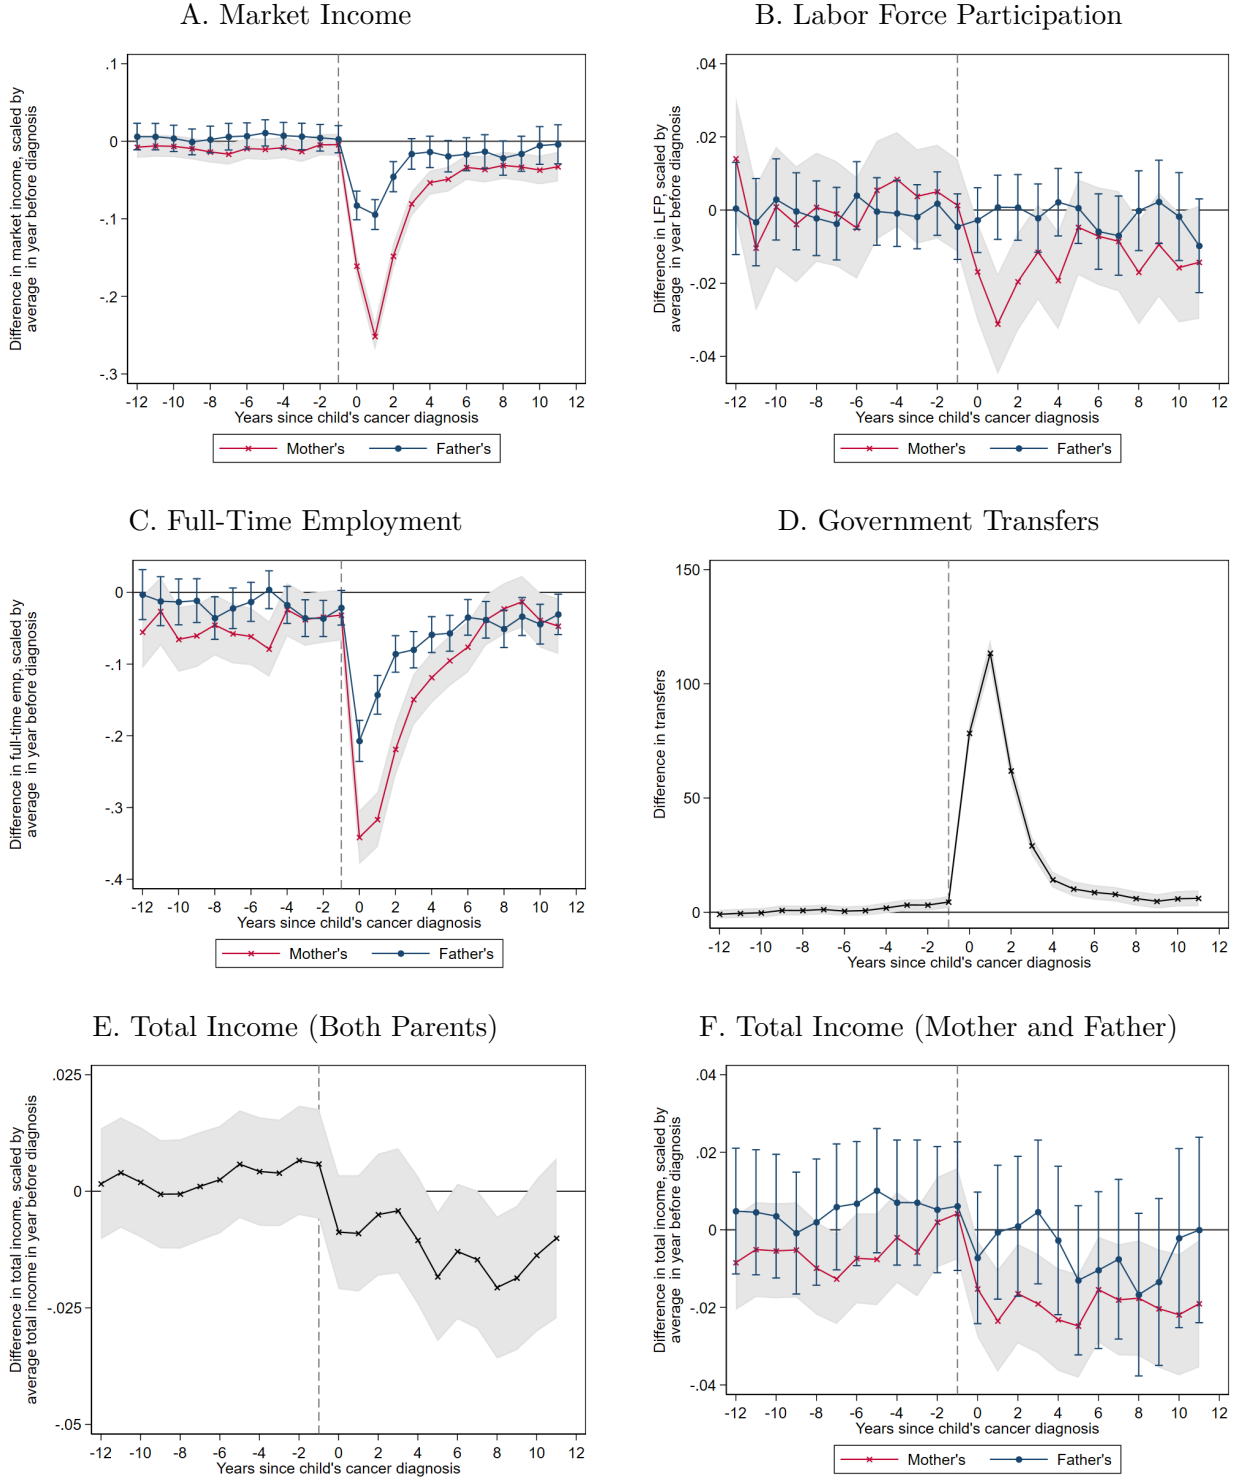 A. Market Income
Difference in market income, scaled by
average in year before diagnosis
.1
0
-.1
-.2
-.3
-12 -10 -8 -6 -4 -2 0 2 4 6 8 10 12
Years since child's cancer diagnosis
Mother's Father's
B. Labor Force Participation
Difference in LFP, scaled by
average in year before diagnosis
.04
.02
0
-.02
-.04
-12 -10 -8 -6 -4 -2 0 2 4 6 8 10 12
Years since child's cancer diagnosis
Mother's Father's
C. Full-Time Employment
Difference in full-time emp, scaled by
average in year before diagnosis
0
-.1
-.2
-.3
-.4
-12 -10 -8 -6 -4 -2 0 2 4 6 8 10 12
Years since child's cancer diagnosis
Mother's Father's
D. Government Transfers
Difference in transfers
150
100
50
0
-12 -10 -8 -6 -4 -2 0 2 4 6 8 10 12
Years since child's cancer diagnosis
E. Total Income (Both Parents)
Difference in total income, scaled by
average total income in year before diagnosis
.025
0
-.025
-.05
-12 -10 -8 -6 -4 -2 0 2 4 6 8 10 12
Years since child's cancer diagnosis
F. Total Income (Mother and Father)
Difference in total income, scaled by
average in year before diagnosis
.04
.02
0
-.02
-.04
-12 -10 -8 -6 -4 -2 0 2 4 6 8 10 12
Years since child's cancer diagnosis
Mother's Father's